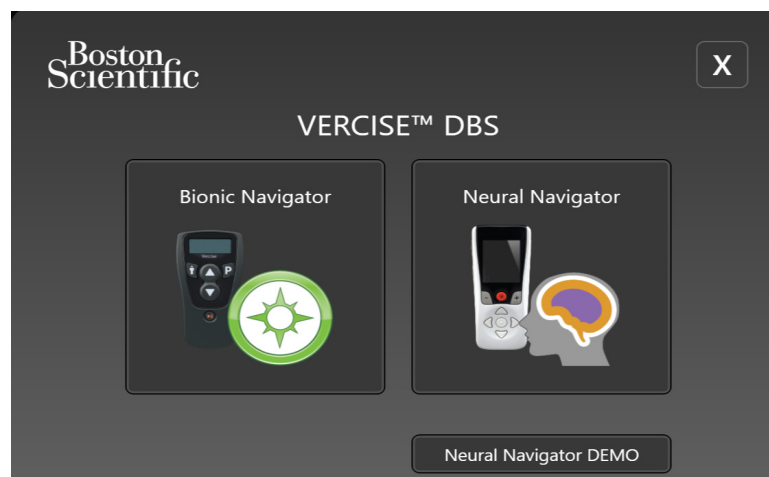 Boston
Scientific
X
VERCISE™ DBS
Bionic Navigator
Neural Navigator
P
Neural Navigator DEMO